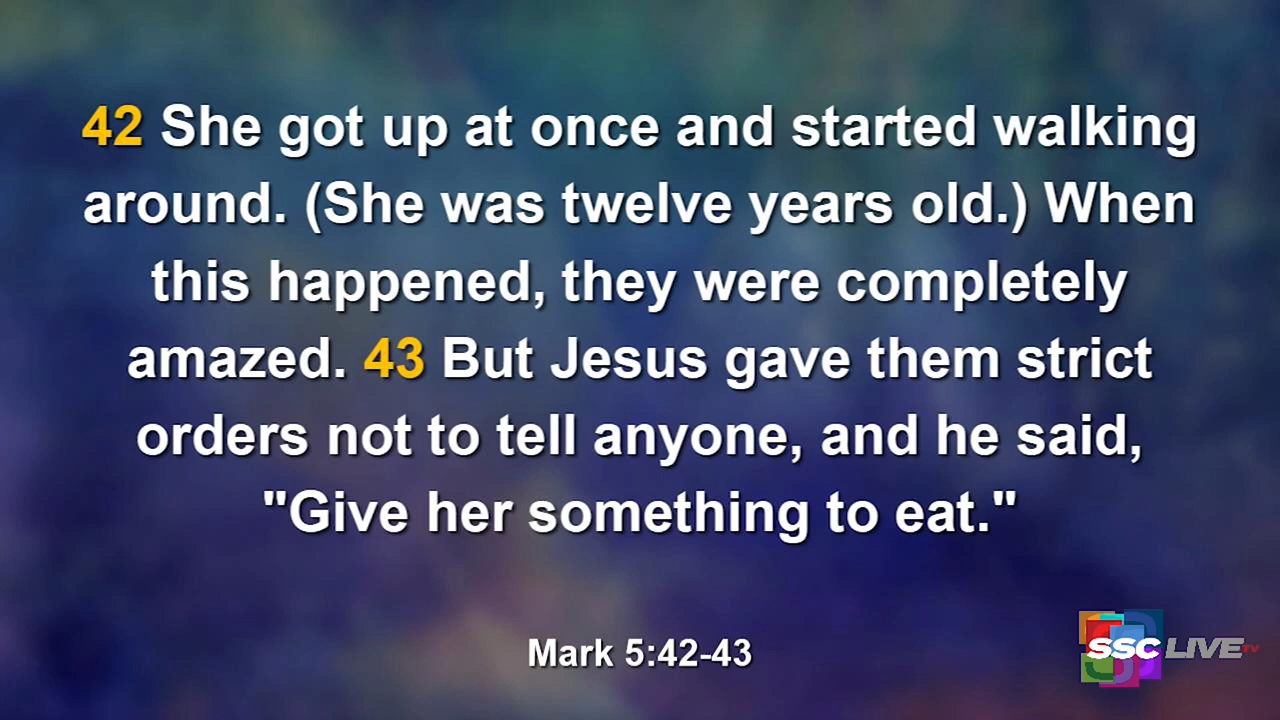 42 She got up at once and started walking
around. (She was twelve years old.) When
this happened, they were completely
amazed. 43 But Jesus gave them strict
orders not to tell anyone, and he said,
"Give her something to eat."
Mark 5:42-43
SSC LIVE TV